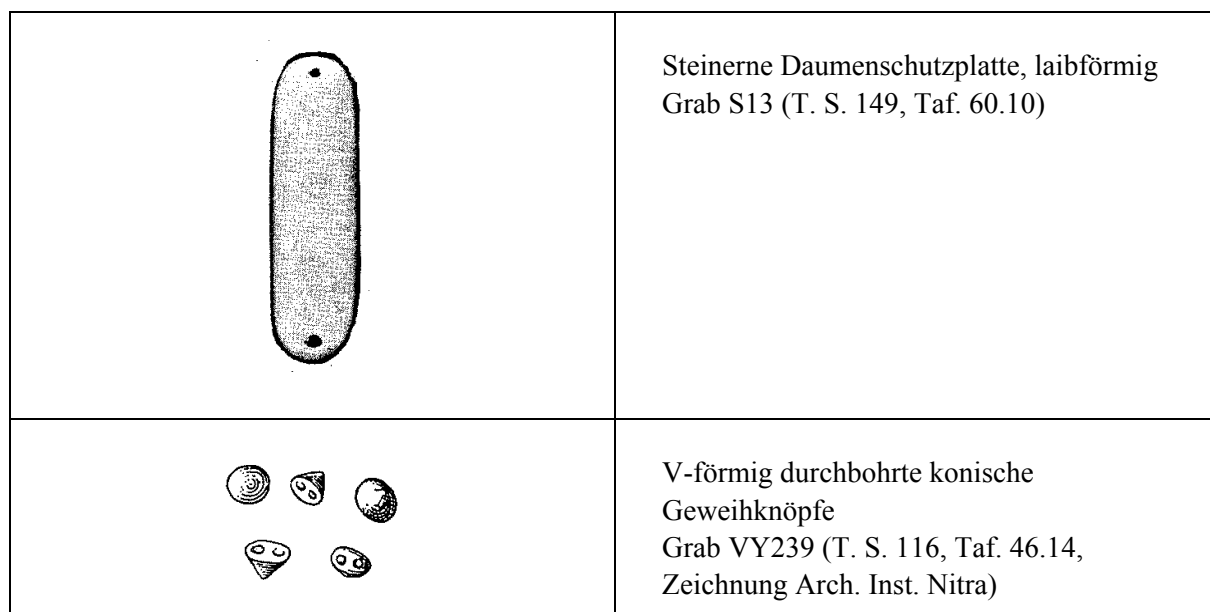 Steinerne Daumenschutzplatte, laibförmig
Grab S13 (T. S. 149, Taf. 60.10)
V-förmig durchbohrte konische
Geweihknöpfe
Grab VY239 (T. S. 116, Taf. 46.14,
Zeichnung Arch. Inst. Nitra)